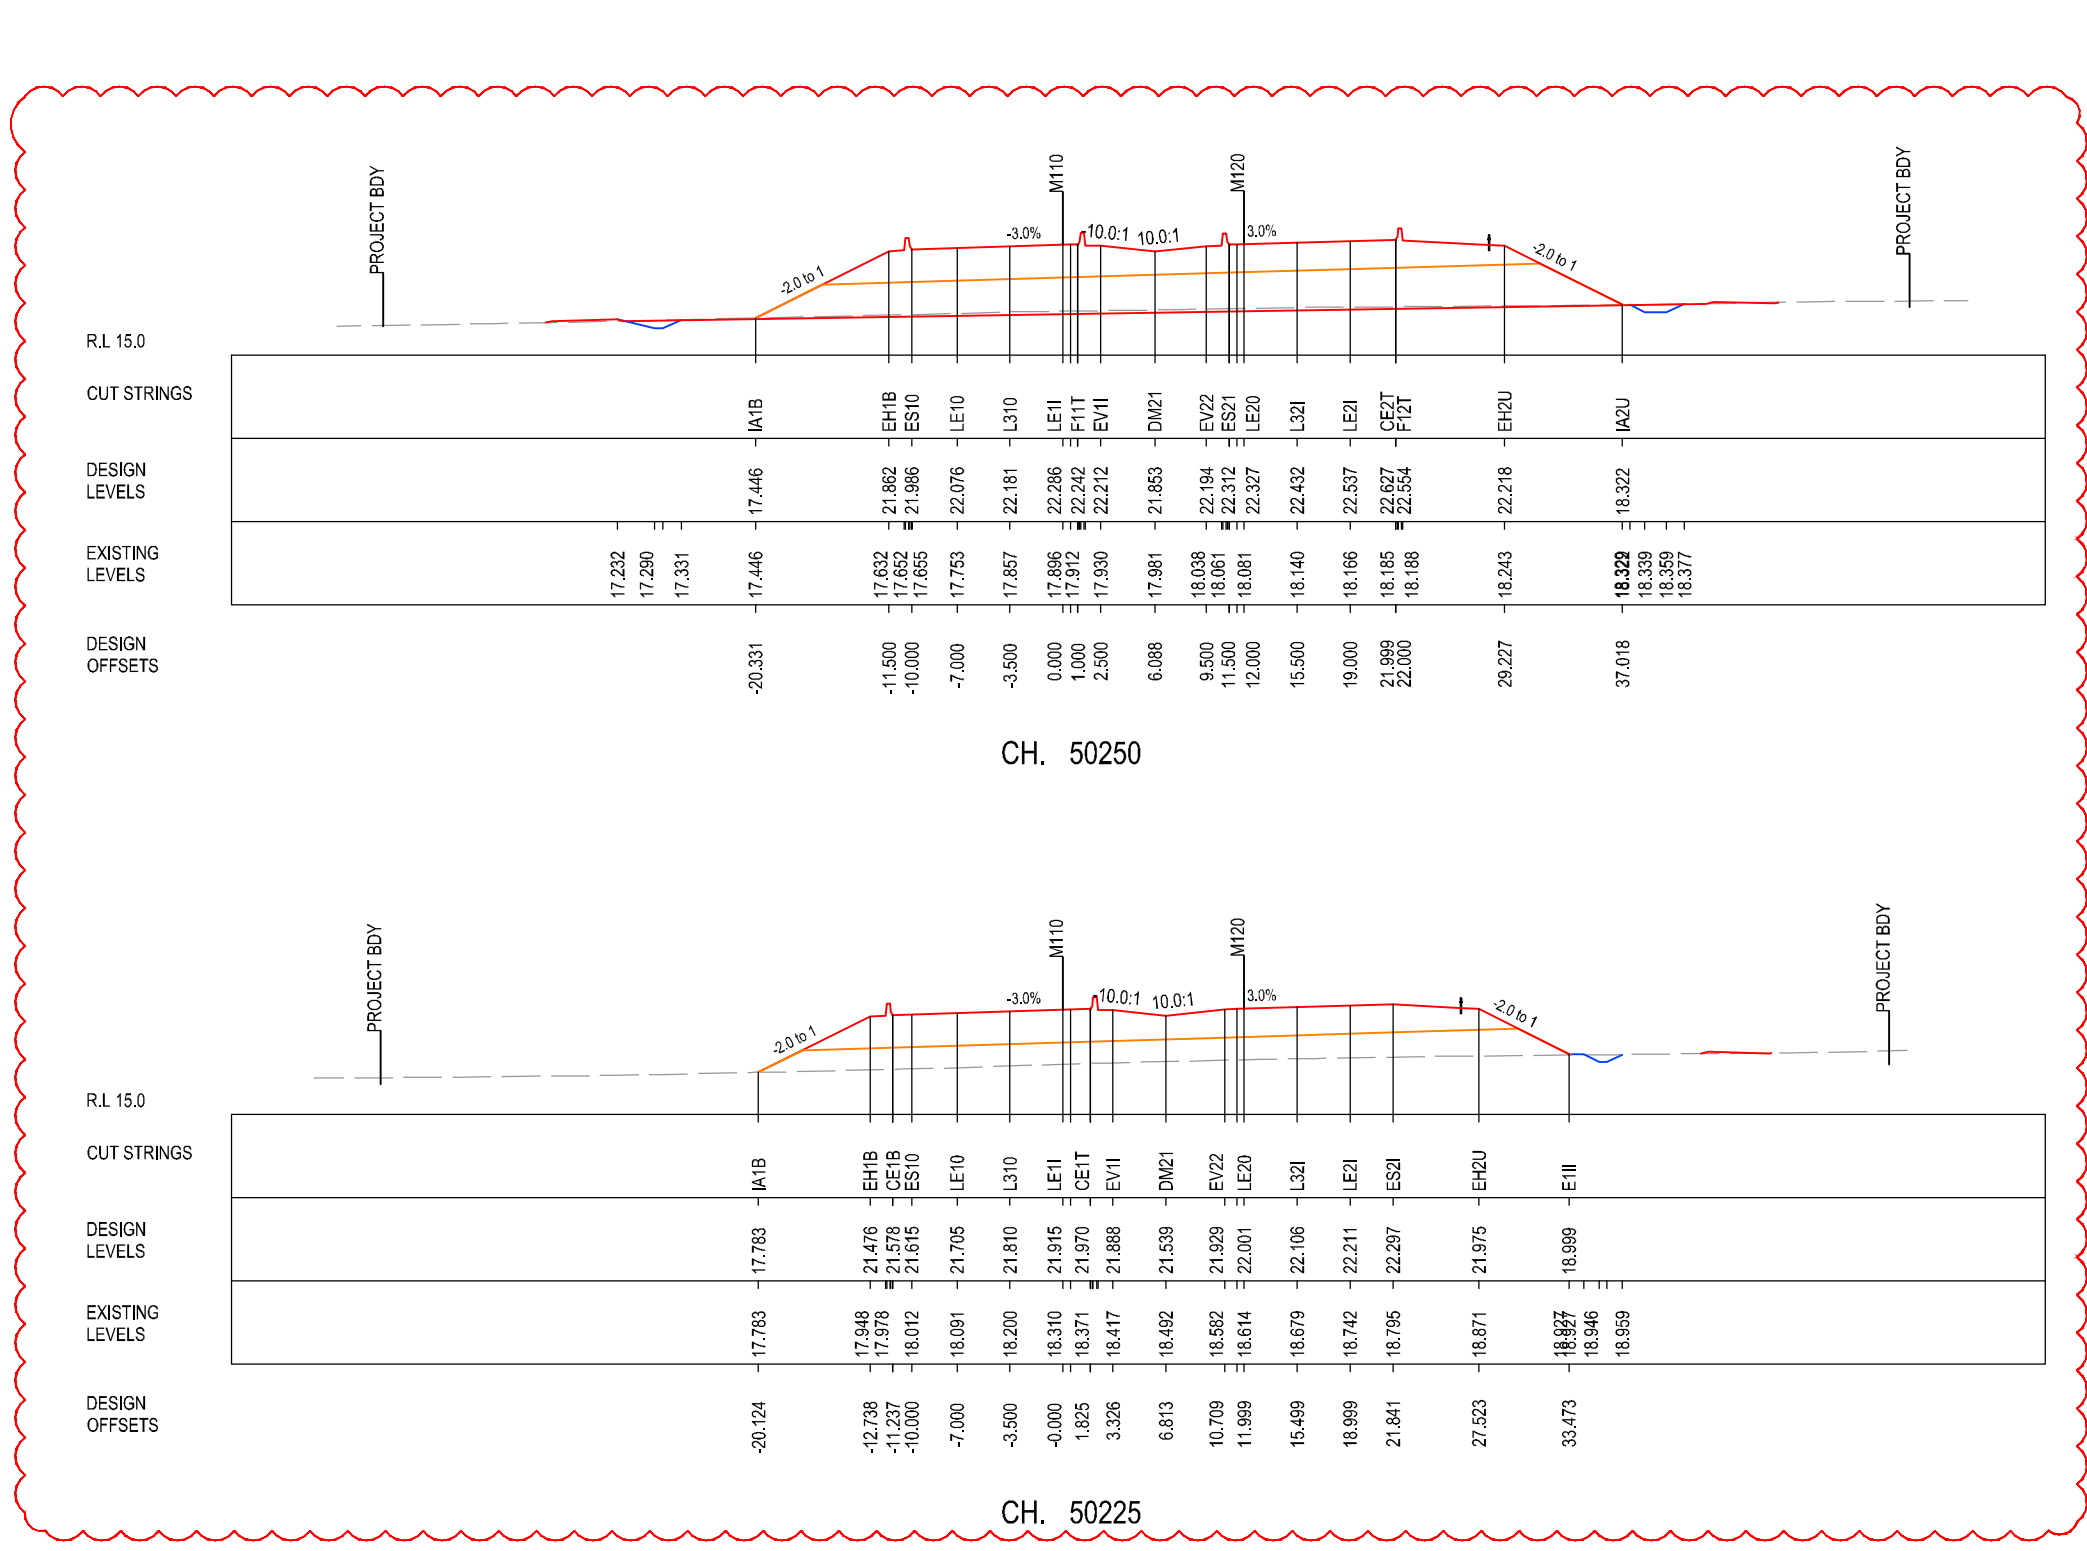 PROJECT BDY
M110
M120
PROJECT BDY
-2.0 to 1
-3.0%
-10.0:1
10.0:1
3.0%
-2.0 to 1
R.L 15.0
CUT STRINGS
IA1B EH1B ES10 LE10 L310 LE1I F11T EV1I DM21 EV22 ES21 LE20 L32I LE2I CE2T F12T EH2U IA2U
DESIGN
LEVELS
17.446 21.862 21.986 22.076 22.181 22.286 22.242 22.212 21.853 22.194 22.312 22.327 22.432 22.537 22.627 22.554 22.218 18.322
EXISTING
LEVELS
17.232 17.290 17.331 17.446 17.632 17.652 17.655 17.753 17.857 17.896 17.912 17.930 17.981 18.038 18.061 18.081 18.140 18.166 18.185 18.188 18.243 18.339 18.359 18.377
DESIGN
OFFSETS
-20.331 -11.500 -10.000 -7.000 -3.500 0.000 1.000 2.500 6.088 9.500 11.500 12.000 15.500 19.000 21.999 22.000 29.227 37.018
CH. 50250
PROJECT BDY
M110
M120
PROJECT BDY
-2.0 to 1
-3.0%
-10.0:1
10.0:1
3.0%
-2.0 to 1
R.L 15.0
CUT STRINGS
IA1B EH1B CE1B ES10 LE10 L310 LE1I CE1T EV1I DM21 EV22 LE20 L32I LE2I ES2I EH2U E1II
DESIGN
LEVELS
17.783 21.476 21.578 21.615 21.705 21.810 21.915 21.970 21.888 21.539 21.929 22.001 22.106 22.211 22.297 21.975 18.999
EXISTING
LEVELS
17.783 17.948 17.978 18.012 18.091 18.200 18.310 18.371 18.417 18.492 18.582 18.614 18.679 18.742 18.795 18.871 18.927 18.927 18.946 18.959
DESIGN
OFFSETS
-20.124 -12.738 -11.237 -10.000 -7.000 -3.500 -0.000 1.825 3.326 6.813 10.709 11.999 15.499 18.999 21.841 27.523 33.473
CH. 50225